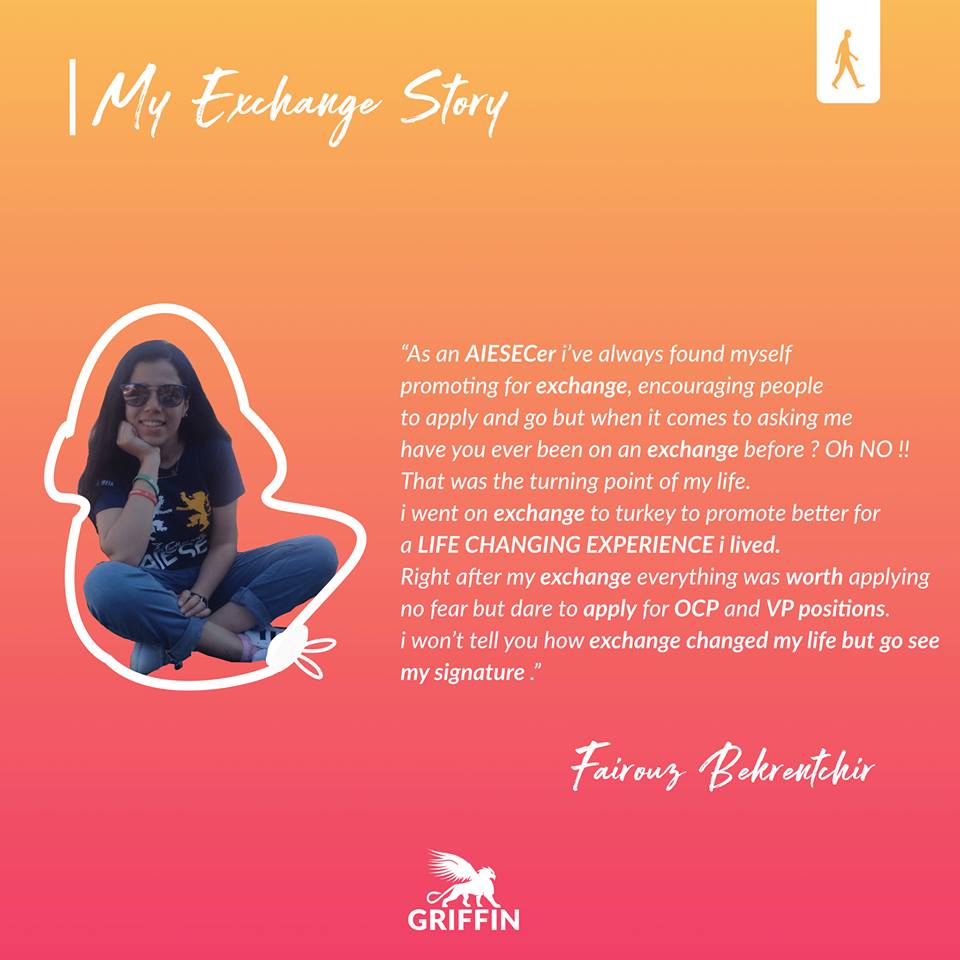 My Exchange Story
“As an AIESECer i’ve always found myself
promoting for exchange, encouraging people
to apply and go but when it comes to asking me
have you ever been on an exchange before ? Oh NO !!
That was the turning point of my life.
i went on exchange to turkey to promote better for
a LIFE CHANGING EXPERIENCE i lived.
Right after my exchange everything was worth applying
no fear but dare to apply for OCP and VP positions.
i won’t tell you how exchange changed my life but go see
my signature .”
Fairouz Bekrentchir
GRIFFIN